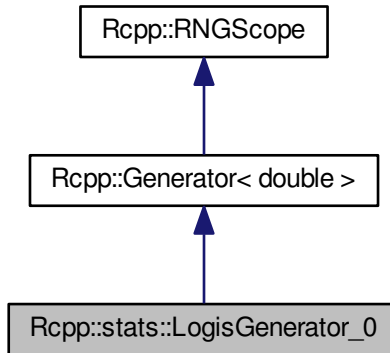 Rcpp::RNGScope
Rcpp::Generator< double >
Rcpp::stats::LogisGenerator_0